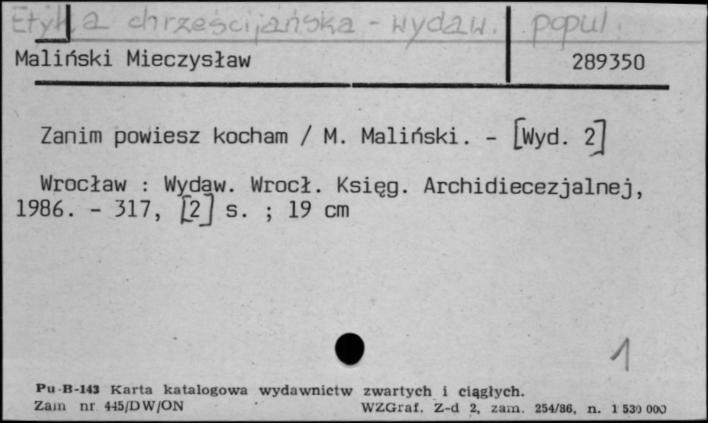 Etyka chrześcijańska - wydaw. popul.
Maliński Mieczysław 289350
Zanim powiesz kocham / M. Maliński. - [Wyd. 2]
Wrocław : Wydaw. Wrocł. Księg. Archidiecezjalnej,
1986. - 317, [2] s. ; 19 cm
1
Pu-B-143 Karta katalogowa wydawnictw zwartych i ciągłych.
Zam nr 445/DW/ON WZGraf. Z-d 2, zam. 254/86, n. 1 530 000